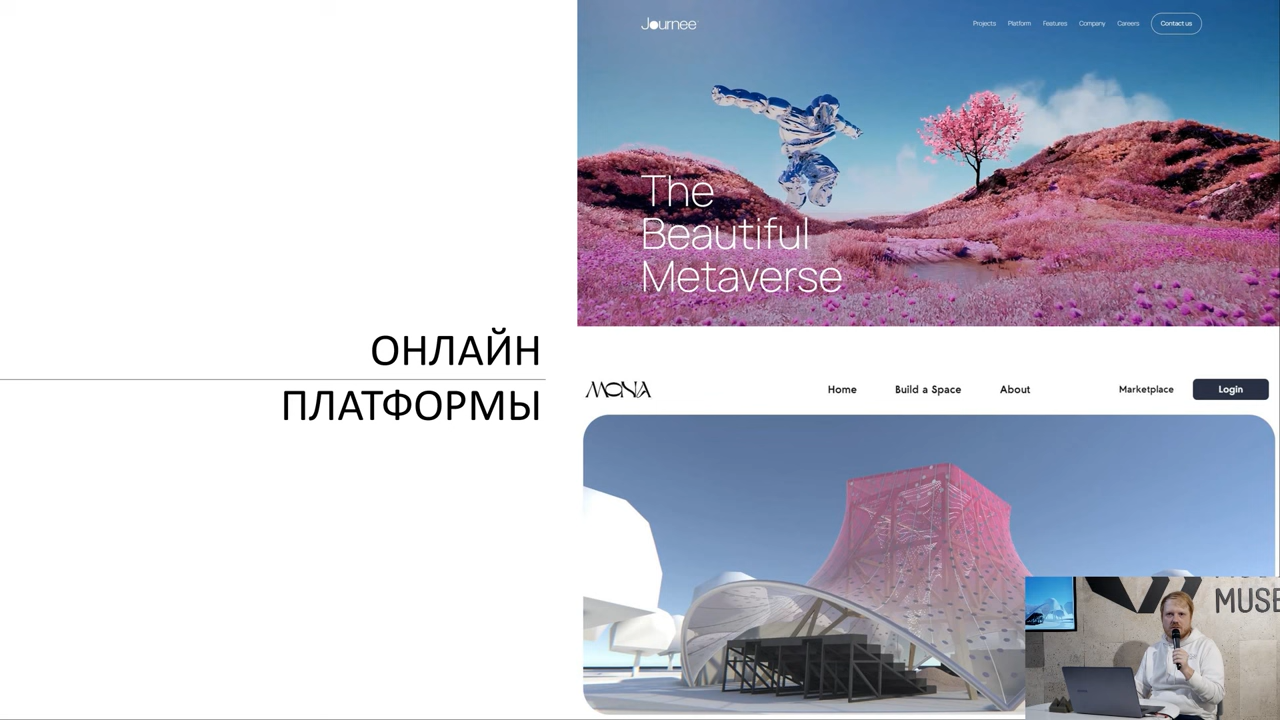 ОНЛАЙН
ПЛАТФОРМЫ
Journee
Projects Platform Features Company Careers Contact us
The
Beautiful
Metaverse
MONA
Home Build a Space About Marketplace Login